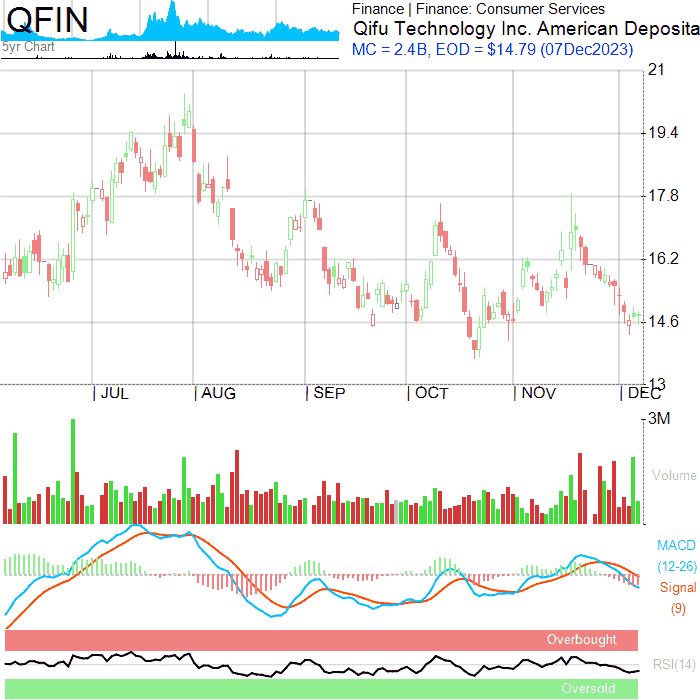 QFIN
5yr Chart
Finance | Finance: Consumer Services
Qifu Technology Inc. American Deposita
MC = 2.4B, EOD = $14.79 (07Dec2023)
21
19.4
17.8
16.2
14.6
13
JUL AUG SEP OCT NOV DEC
3M
Volume
MACD
(12-26)
Signal
(9)
Overbought
RSI(14)
Oversold